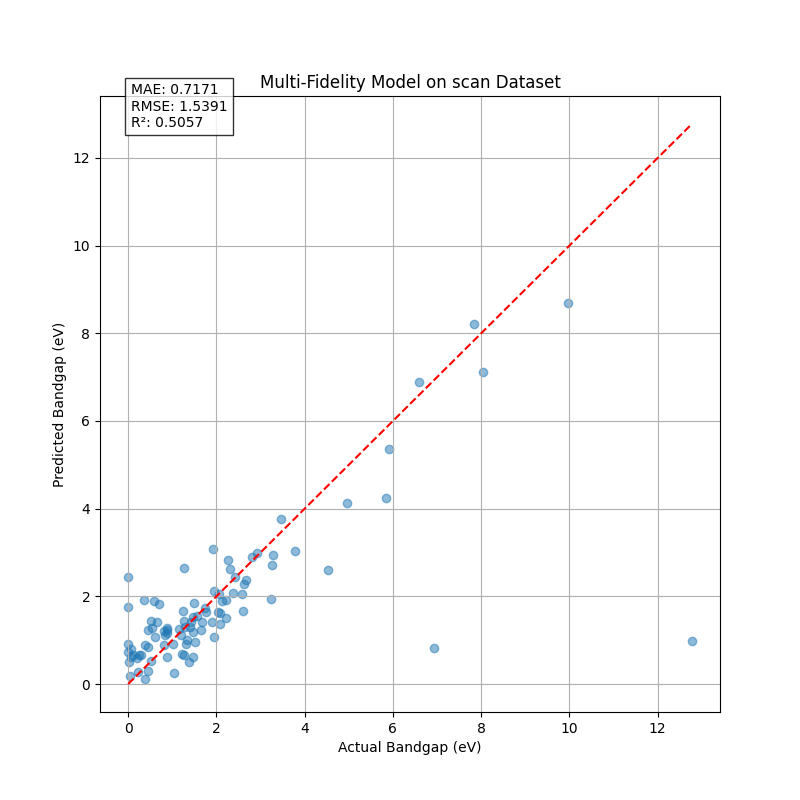 Multi-Fidelity Model on scan Dataset
MAE: 0.7171
RMSE: 1.5391
R²: 0.5057
Predicted Bandgap (eV)
12
10
8
6
4
2
0
0 2 4 6 8 10 12
Actual Bandgap (eV)